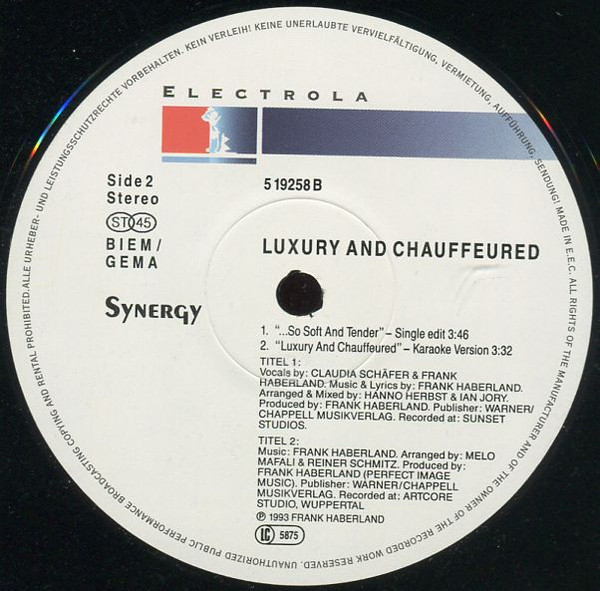 KEINE UNERLAUBTE VERVIELFÄLTIGUNG, VERMIETUNG, AUFFÜHRUNG, SENDUNG! MADE IN E.E.C. ALL RIGHTS OF THE MANUFACTURER AND OF THE OWNER OF THE RECORDED WORK RESERVED. UNAUTHORIZED PUBLIC PERFORMANCE BROADCASTING COPYING AND RENTAL PROHIBITED. ALLE URHEBER- UND LEISTUNGSSCHUTZRECHTE VORBEHALTEN. KEIN VERLEIH!
ELECTROLA
Side 2
Stereo
ST 45
BIEM/
GEMA
5 19258 B
LUXURY AND CHAUFFEURED
SYNERGY
1. "...So Soft And Tender" – Single edit 3:46
2. "Luxury And Chauffeured" – Karaoke Version 3:32
TITEL 1:
Vocals by: CLAUDIA SCHÄFER & FRANK
HABERLAND. Music & Lyrics by: FRANK HABERLAND.
Arranged & Mixed by: HANNO HERBST & IAN JORY.
Produced by: FRANK HABERLAND. Publisher: WARNER/
CHAPPELL MUSIKVERLAG. Recorded at: SUNSET
STUDIOS.
TITEL 2:
Music: FRANK HABERLAND. Arranged by: MELO
MAFALI & REINER SCHMITZ. Produced by:
FRANK HABERLAND (PERFECT IMAGE
MUSIC). Publisher: WARNER/CHAPPELL
MUSIKVERLAG. Recorded at: ARTCORE
STUDIO, WUPPERTAL
℗ 1993 FRANK HABERLAND
LC 5875